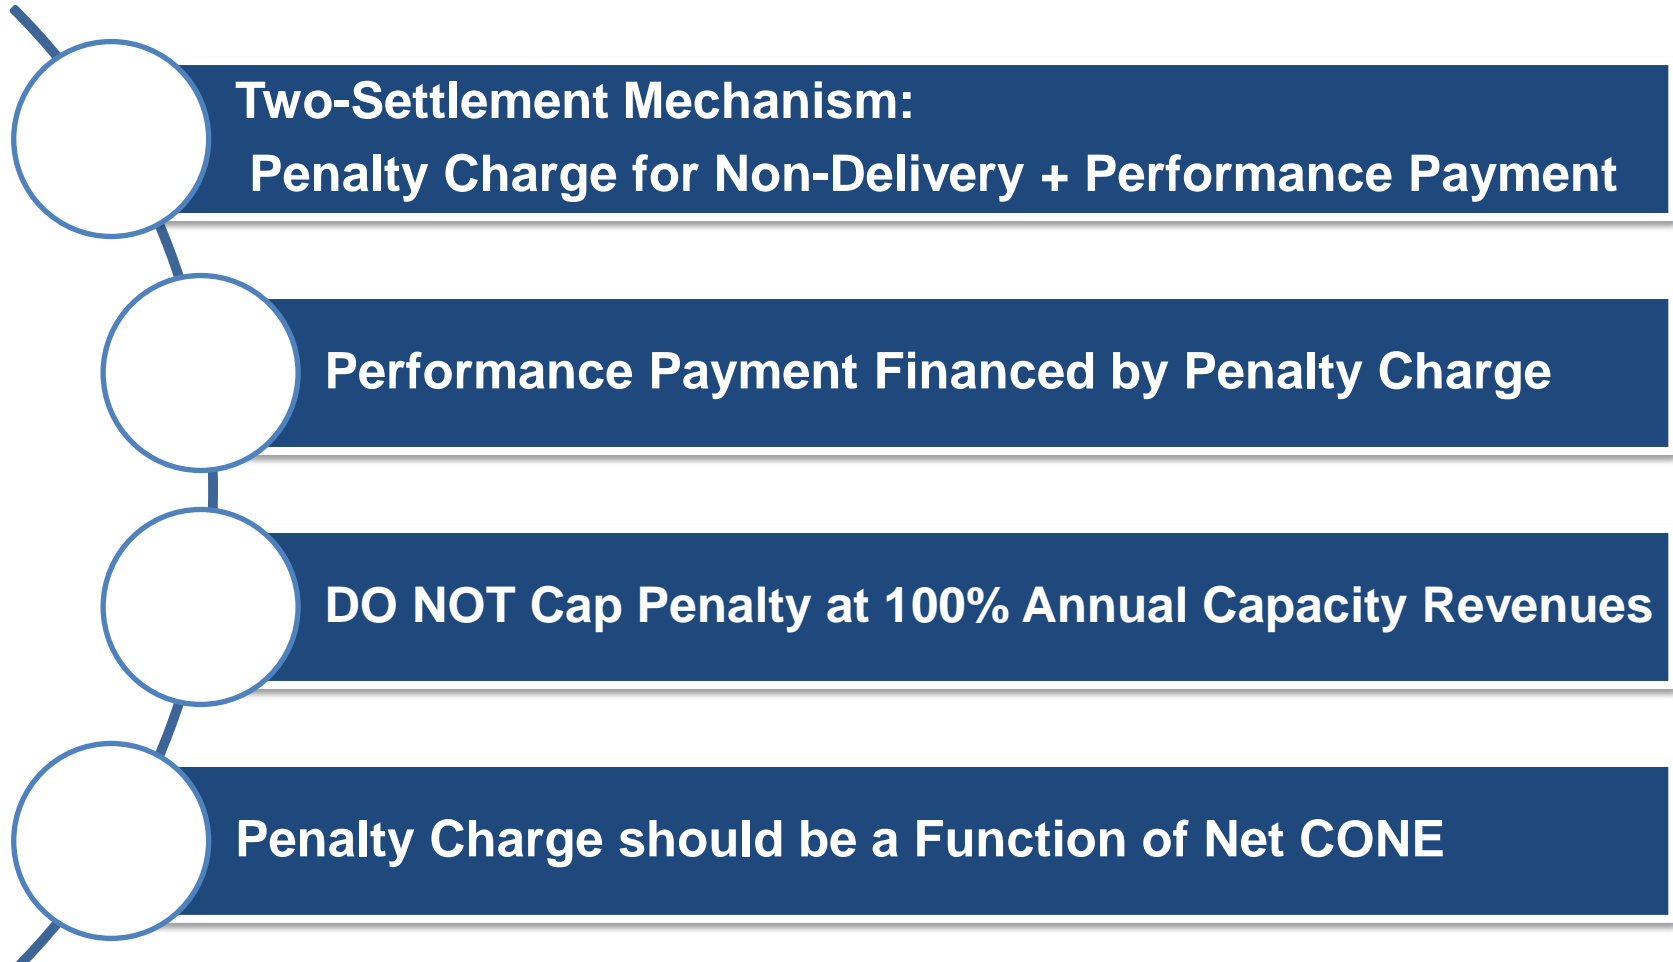 Two-Settlement Mechanism:
Penalty Charge for Non-Delivery + Performance Payment
Performance Payment Financed by Penalty Charge
DO NOT Cap Penalty at 100% Annual Capacity Revenues
Penalty Charge should be a Function of Net CONE